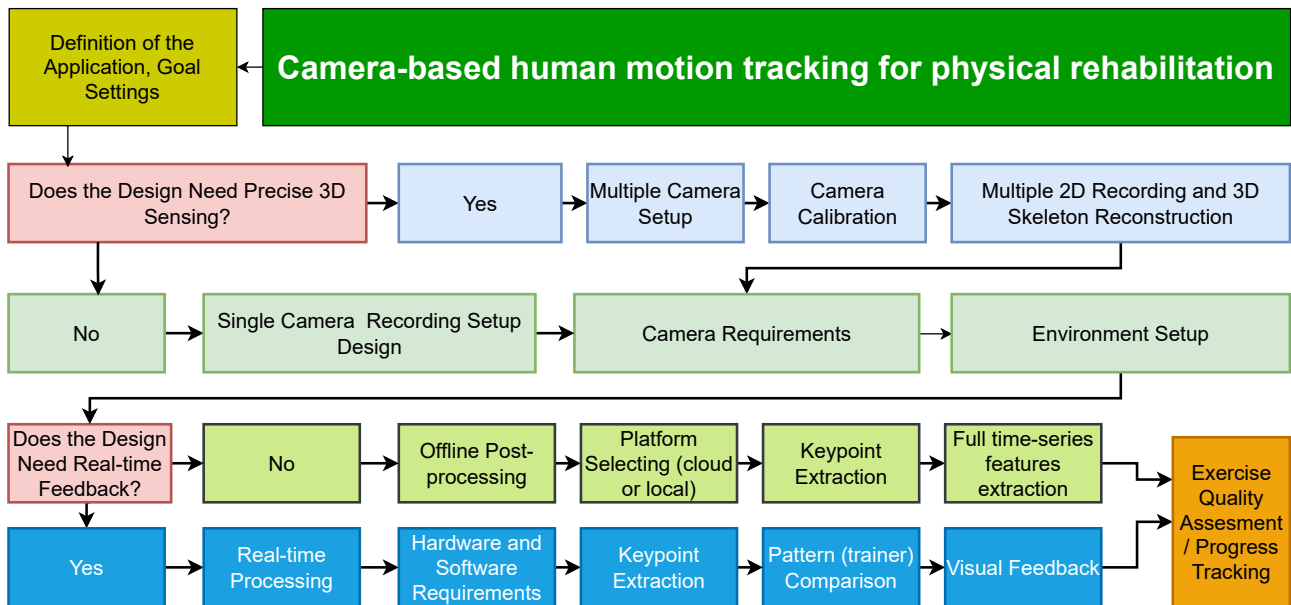 Definition of the
Application, Goal
Settings
Camera-based human motion tracking for physical rehabilitation
Does the Design Need Precise 3D
Sensing?
Yes
Multiple Camera
Setup
Camera
Calibration
Multiple 2D Recording and 3D
Skeleton Reconstruction
No
Single Camera Recording Setup
Design
Camera Requirements
Environment Setup
Does the Design
Need Real-time
Feedback?
No
Offline Post-
processing
Platform
Selecting (cloud
or local)
Keypoint
Extraction
Full time-series
features
extraction
Yes
Real-time
Processing
Hardware and
Software
Requirements
Keypoint
Extraction
Pattern (trainer)
Comparison
Visual Feedback
Exercise
Quality
Assesment
/ Progress
Tracking